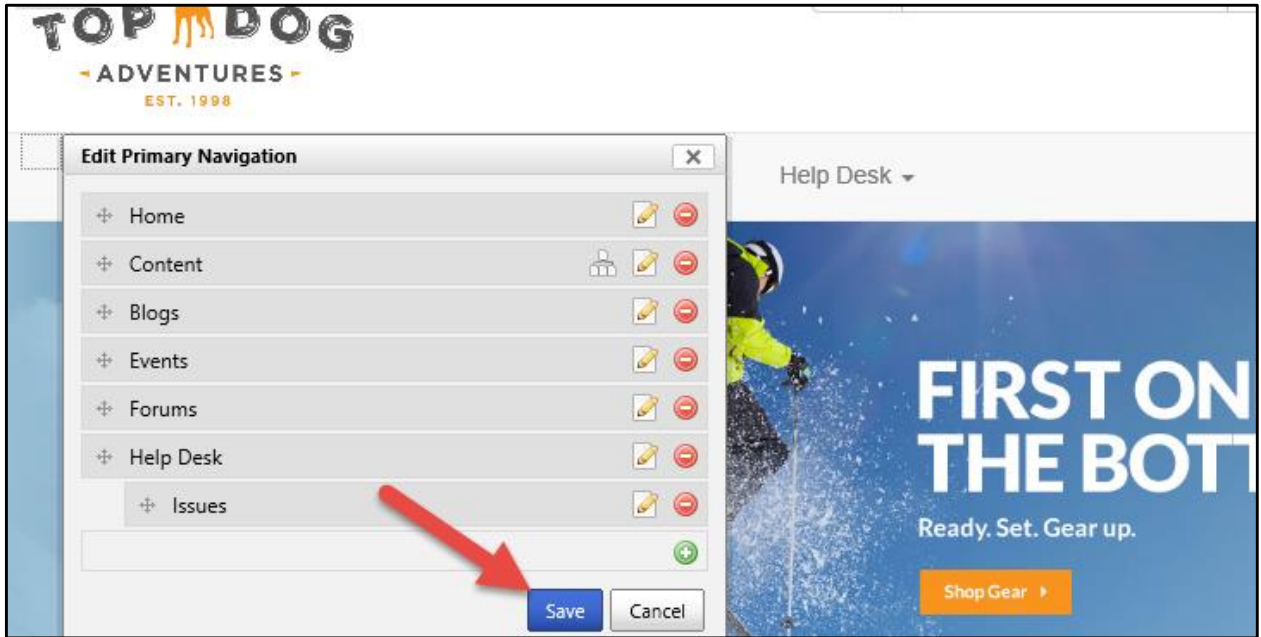 TOP DOG
ADVENTURES
EST. 1998
Edit Primary Navigation
Help Desk
Home
Content
Blogs
Events
Forums
Help Desk
Issues
Save Cancel
FIRST ON
THE BOTT
Ready. Set. Gear up.
Shop Gear